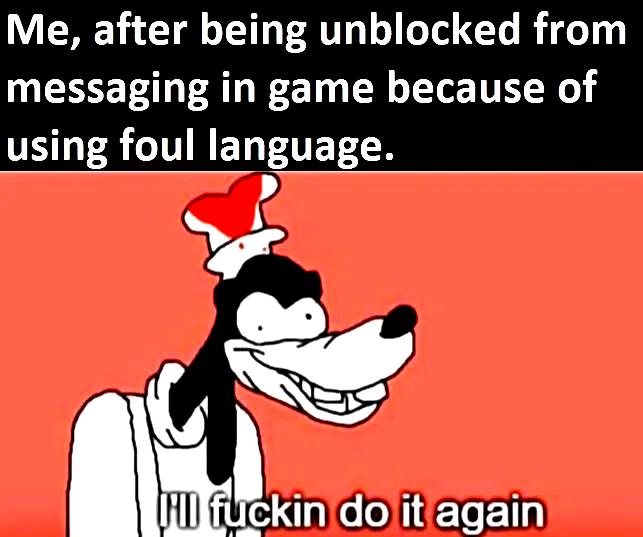 Me, after being unblocked from
messaging in game because of
using foul language.
I'll fuckin do it again